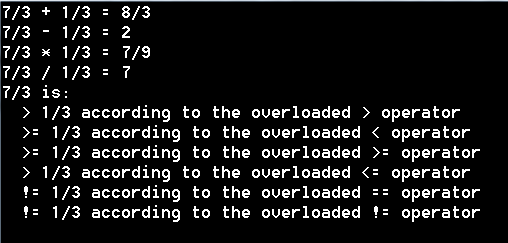 7/3 + 1/3 = 8/3
7/3 - 1/3 = 2
7/3 * 1/3 = 7/9
7/3 / 1/3 = 7
7/3 is:
  > 1/3 according to the overloaded > operator
  >= 1/3 according to the overloaded < operator
  >= 1/3 according to the overloaded >= operator
  > 1/3 according to the overloaded <= operator
  != 1/3 according to the overloaded == operator
  != 1/3 according to the overloaded != operator